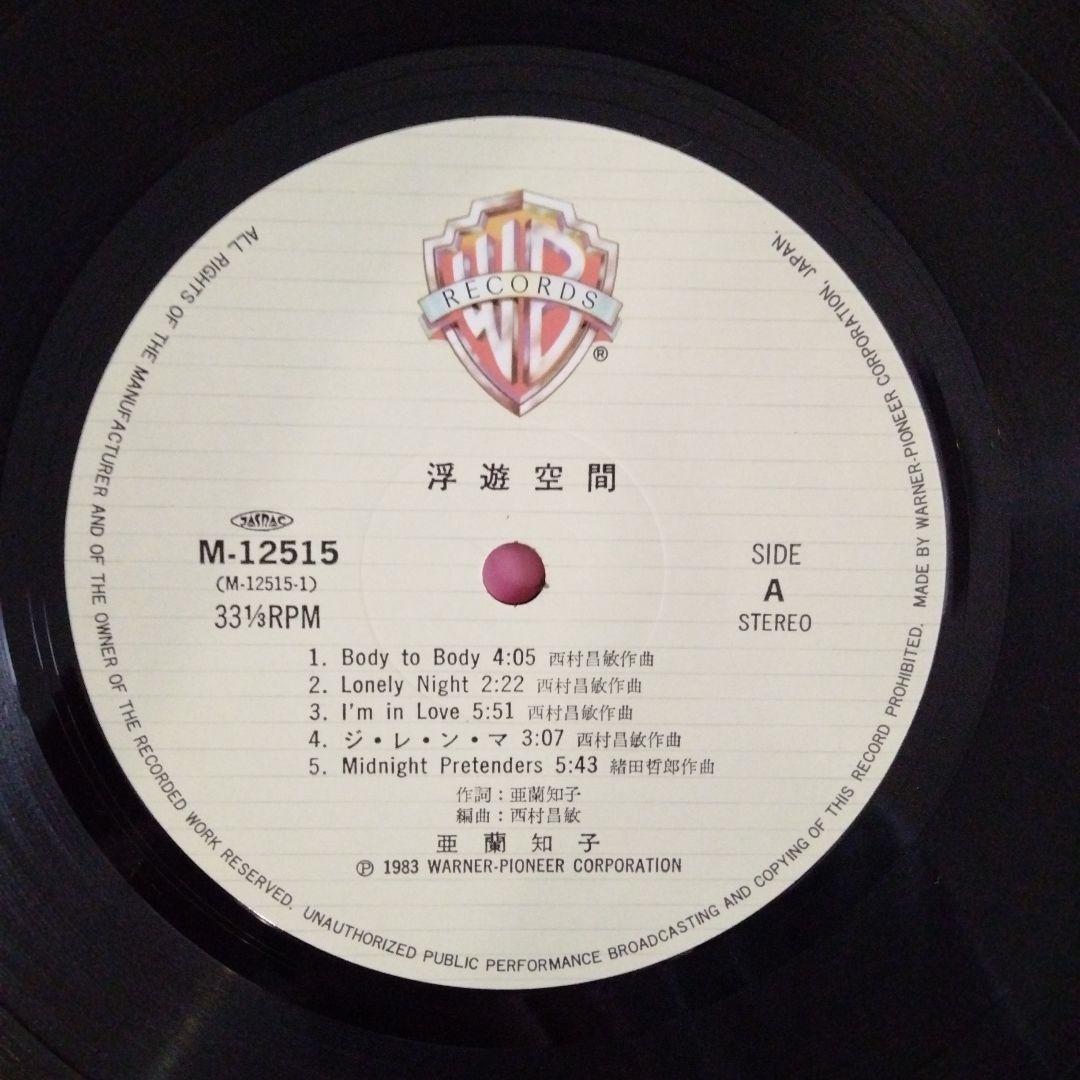 WB
RECORDS
®
浮遊空間
JASRAC
M-12515
(M-12515-1)
33⅓RPM
SIDE
A
STEREO
1. Body to Body 4:05 西村昌敏作曲
2. Lonely Night 2:22 西村昌敏作曲
3. I'm in Love 5:51 西村昌敏作曲
4. ジ・レ・ン・マ 3:07 西村昌敏作曲
5. Midnight Pretenders 5:43 緒田哲郎作曲
作詞：亜蘭知子
編曲：西村昌敏
亜蘭知子
Ⓟ 1983 WARNER-PIONEER CORPORATION
ALL RIGHTS OF THE MANUFACTURER AND OF THE OWNER OF THE RECORDED WORK RESERVED. UNAUTHORIZED PUBLIC PERFORMANCE BROADCASTING AND COPYING OF THIS RECORD PROHIBITED. MADE BY WARNER-PIONEER CORPORATION, JAPAN.